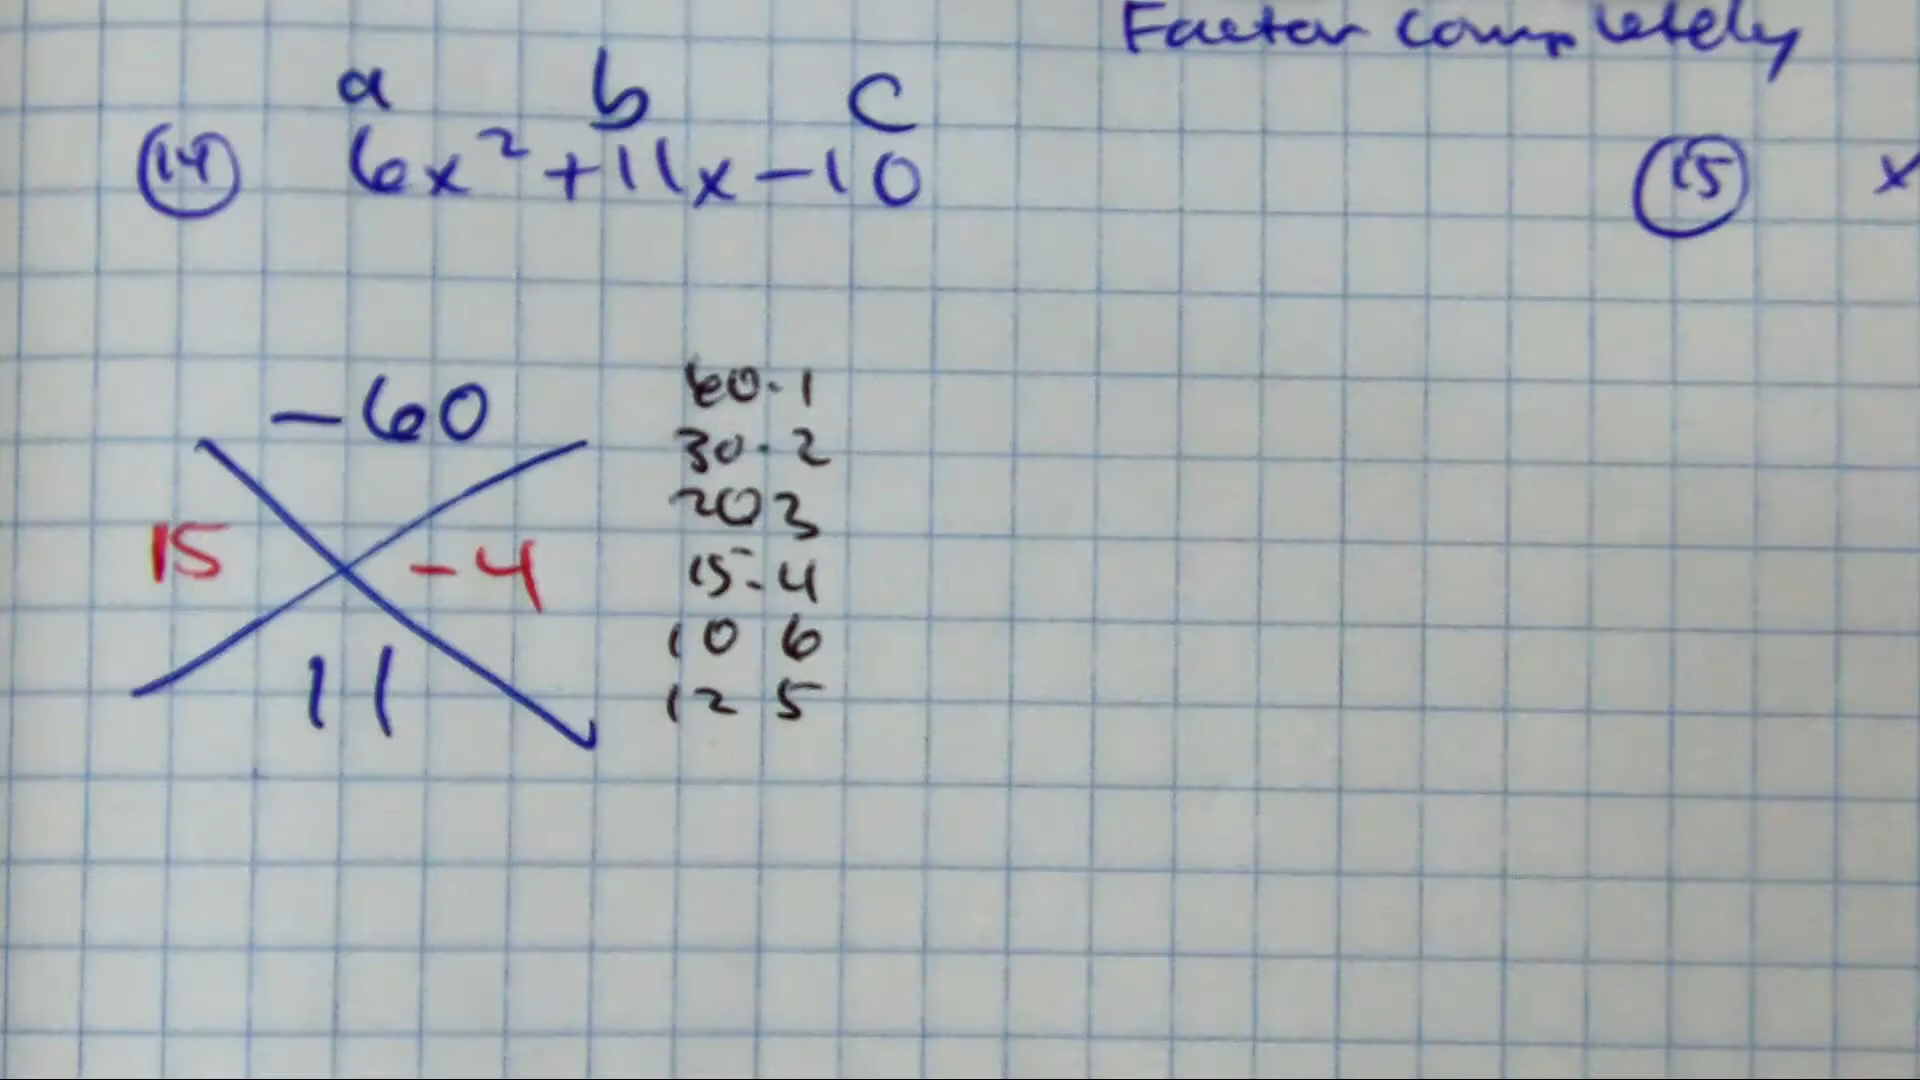 Factor completely
a b c
(14) 6x² + 11x - 10
(15) x
-60
15 -4
11
60 · 1
30 · 2
20 3
15 - 4
10 6
12 5